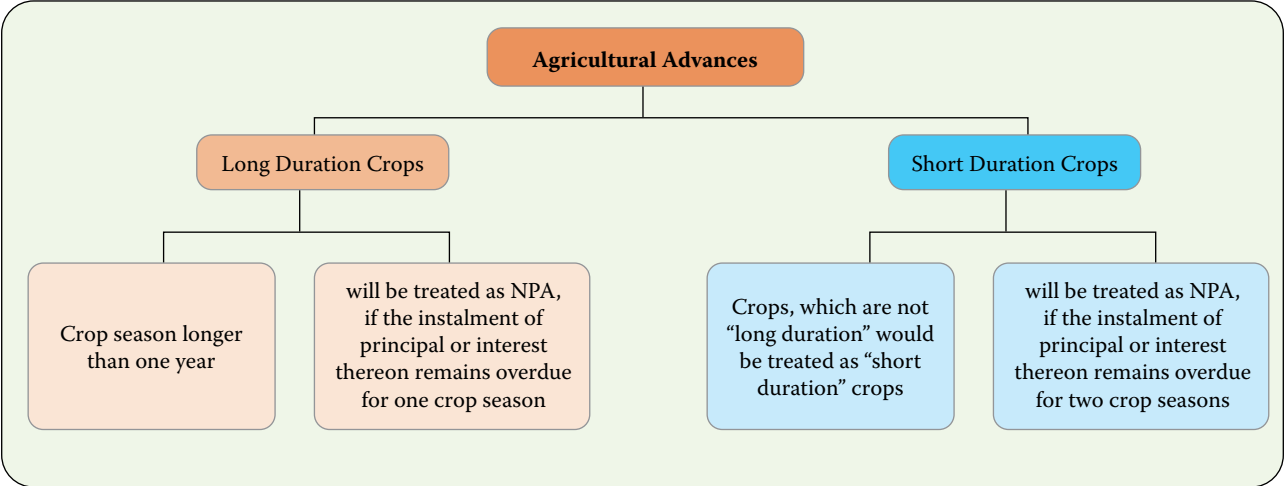 Agricultural Advances
Long Duration Crops
Short Duration Crops
Crop season longer
than one year
will be treated as NPA,
if the instalment of
principal or interest
thereon remains overdue
for one crop season
Crops, which are not
“long duration” would
be treated as “short
duration” crops
will be treated as NPA,
if the instalment of
principal or interest
thereon remains overdue
for two crop seasons